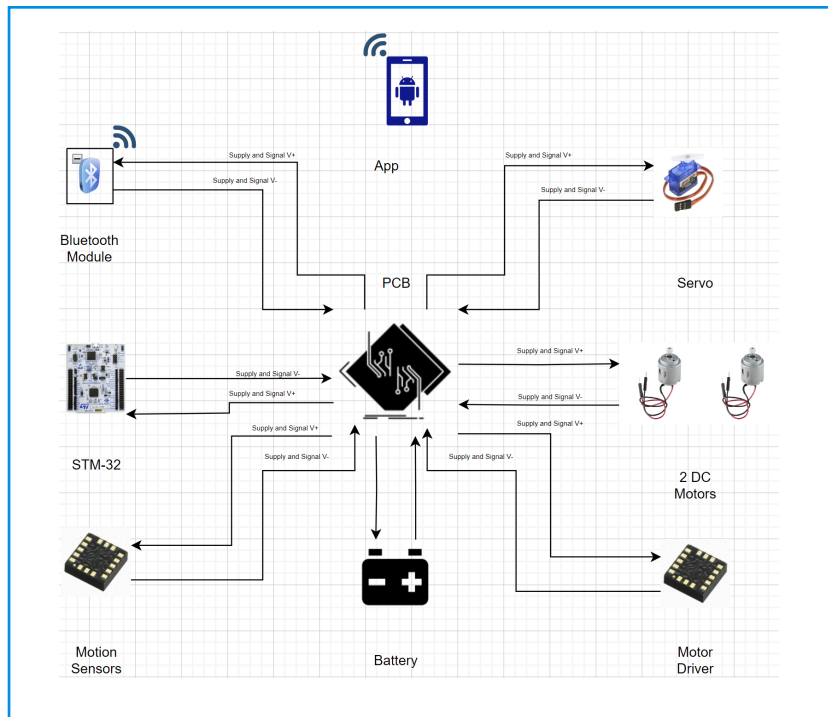 Supply and Signal V+
App
Supply and Signal V+
Supply and Signal V-
Supply and Signal V-
Bluetooth
Module
PCB
Servo
Supply and Signal V+
Supply and Signal V-
Supply and Signal V+
Supply and Signal V-
Supply and Signal V+
Supply and Signal V+
Supply and Signal V-
Supply and Signal V-
STM-32
2 DC
Motors
Motion
Sensors
Battery
Motor
Driver